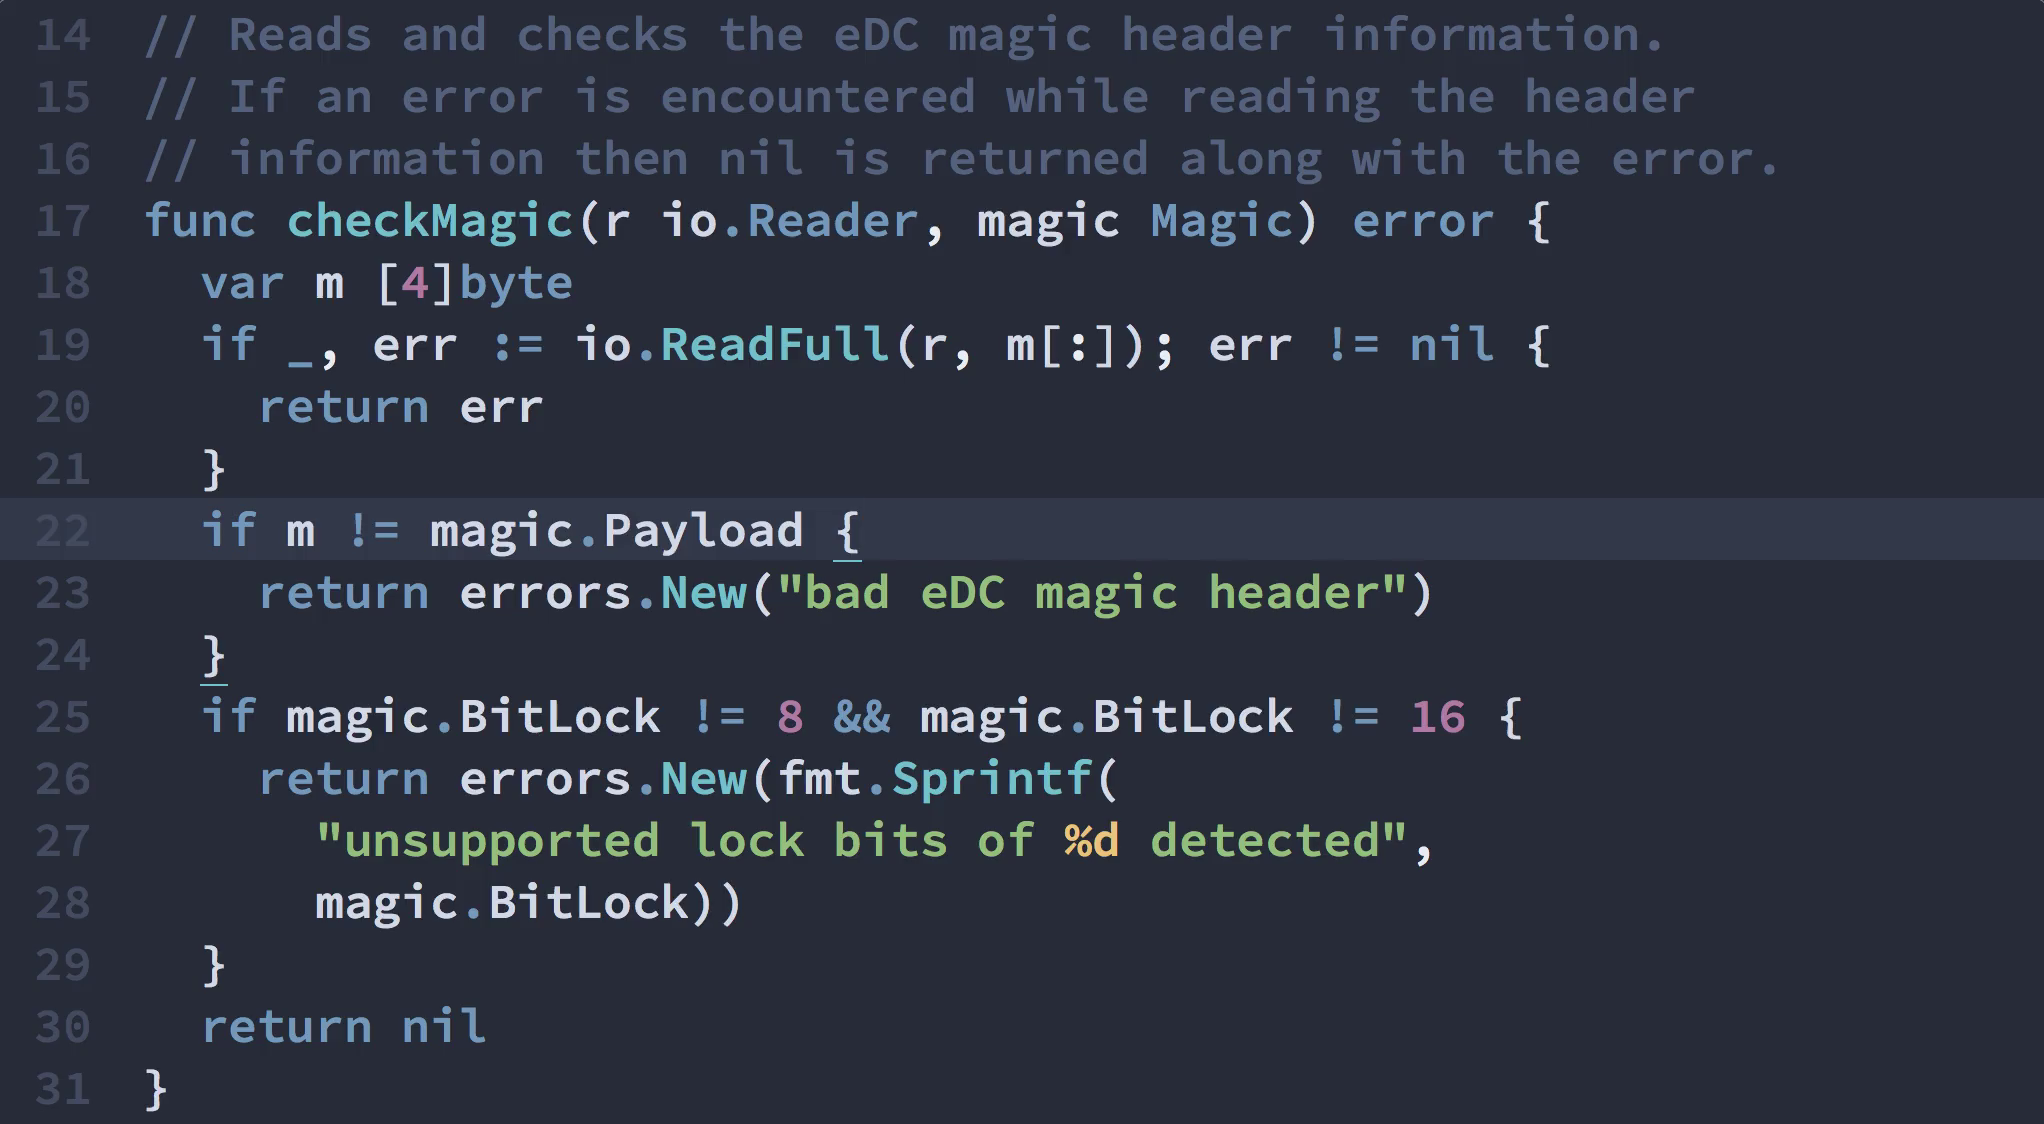 14 // Reads and checks the eDC magic header information.
15 // If an error is encountered while reading the header
16 // information then nil is returned along with the error.
17 func checkMagic(r io.Reader, magic Magic) error {
18   var m [4]byte
19   if _, err := io.ReadFull(r, m[:]); err != nil {
20     return err
21   }
22   if m != magic.Payload {
23     return errors.New("bad eDC magic header")
24   }
25   if magic.BitLock != 8 && magic.BitLock != 16 {
26     return errors.New(fmt.Sprintf(
27       "unsupported lock bits of %d detected",
28       magic.BitLock))
29   }
30   return nil
31 }